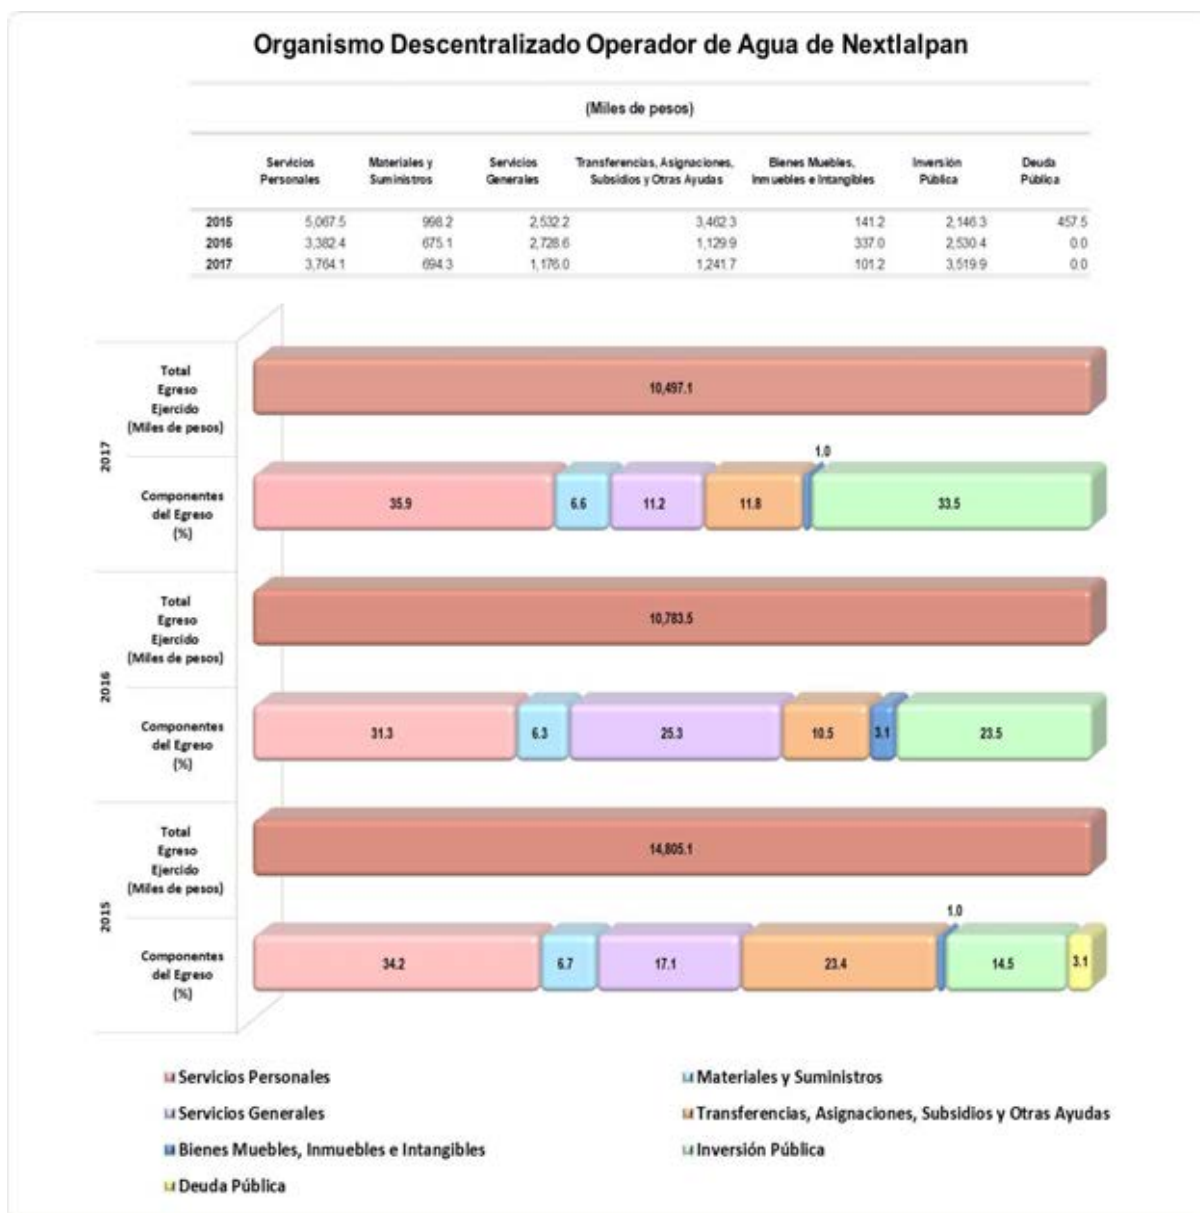 Organismo Descentralizado Operador de Agua de Nextlalpan
(Miles de pesos)
Servicios Personales Materiales y Suministros Servicios Generales Transferencias, Asignaciones, Subsidios y Otras Ayudas Bienes Muebles, Inmuebles e Intangibles Inversión Pública Deuda Pública
2015 5,067.5 998.2 2,532.2 3,462.3 141.2 2,146.3 457.5
2016 3,382.4 675.1 2,728.6 1,129.9 337.0 2,530.4 0.0
2017 3,764.1 694.3 1,176.0 1,241.7 101.2 3,519.9 0.0
2017
Total
Egreso
Ejercido
(Miles de pesos)
10,497.1
Componentes
del Egreso
(%)
35.9 6.6 11.2 11.8 1.0 33.5
2016
Total
Egreso
Ejercido
(Miles de pesos)
10,783.5
Componentes
del Egreso
(%)
31.3 6.3 25.3 10.5 3.1 23.5
2015
Total
Egreso
Ejercido
(Miles de pesos)
14,805.1
Componentes
del Egreso
(%)
34.2 6.7 17.1 23.4 1.0 14.5 3.1
Servicios Personales
Materiales y Suministros
Servicios Generales
Transferencias, Asignaciones, Subsidios y Otras Ayudas
Bienes Muebles, Inmuebles e Intangibles
Inversión Pública
Deuda Pública